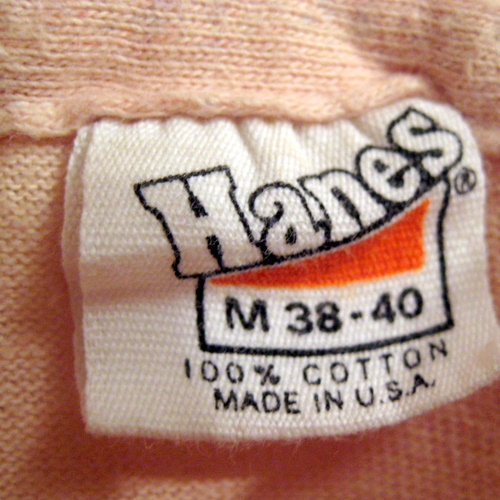 Hanes®
M 38-40
100% COTTON
MADE IN U.S.A.